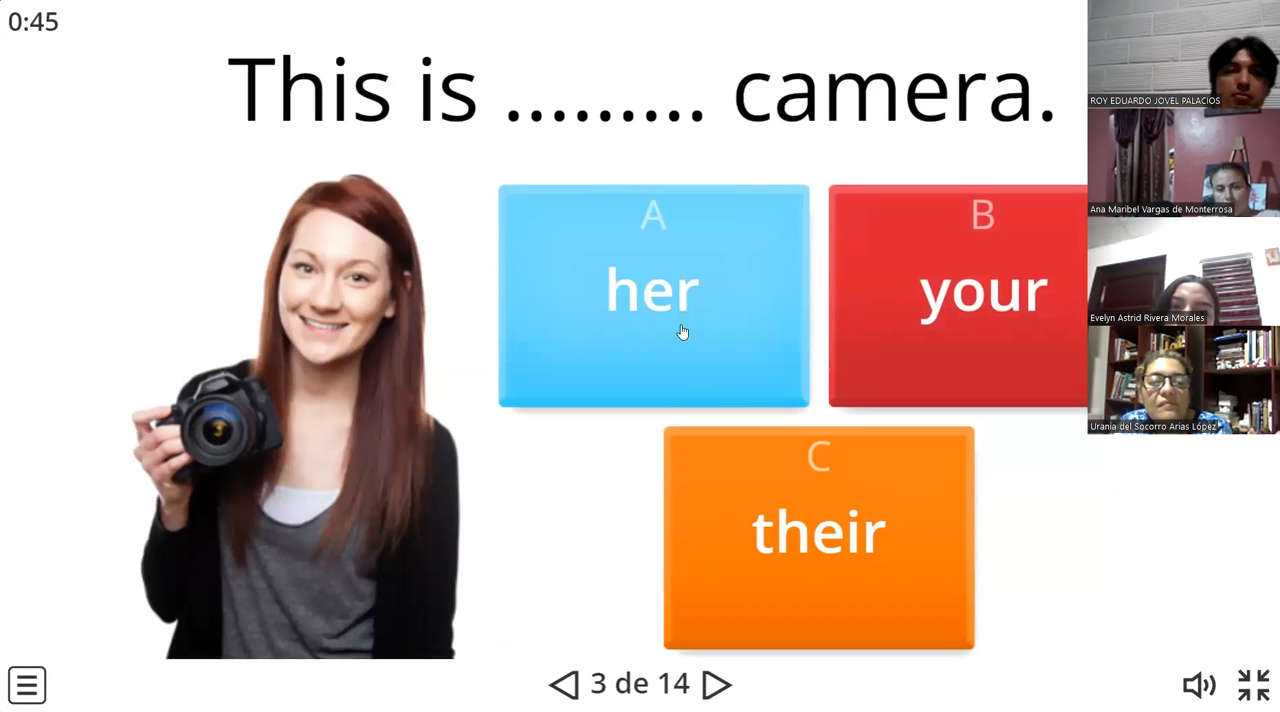 0:45
This is ......... camera.
A
her
B
your
C
their
3 de 14
ROY EDUARDO JOVEL PALACIOS
Ana Maribel Vargas de Monterrosa
Evelyn Astrid Rivera Morales
Urania del Socorro Arias López